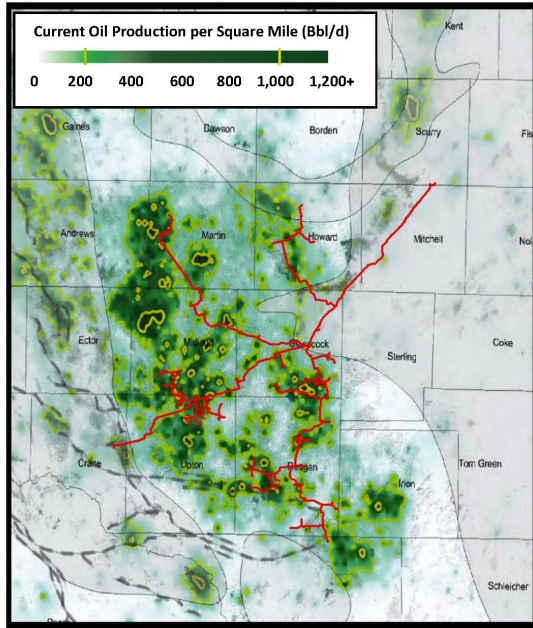 Current Oil Production per Square Mile (Bbl/d)
0 200 400 600 800 1,000 1,200+
Kent
Gaines
Dawson
Borden
Scurry
Andrews
Martin
Howard
Mitchell
Ector
Midland
Glasscock
Sterling
Coke
Crane
Upton
Reagan
Irion
Tom Green
Schleicher